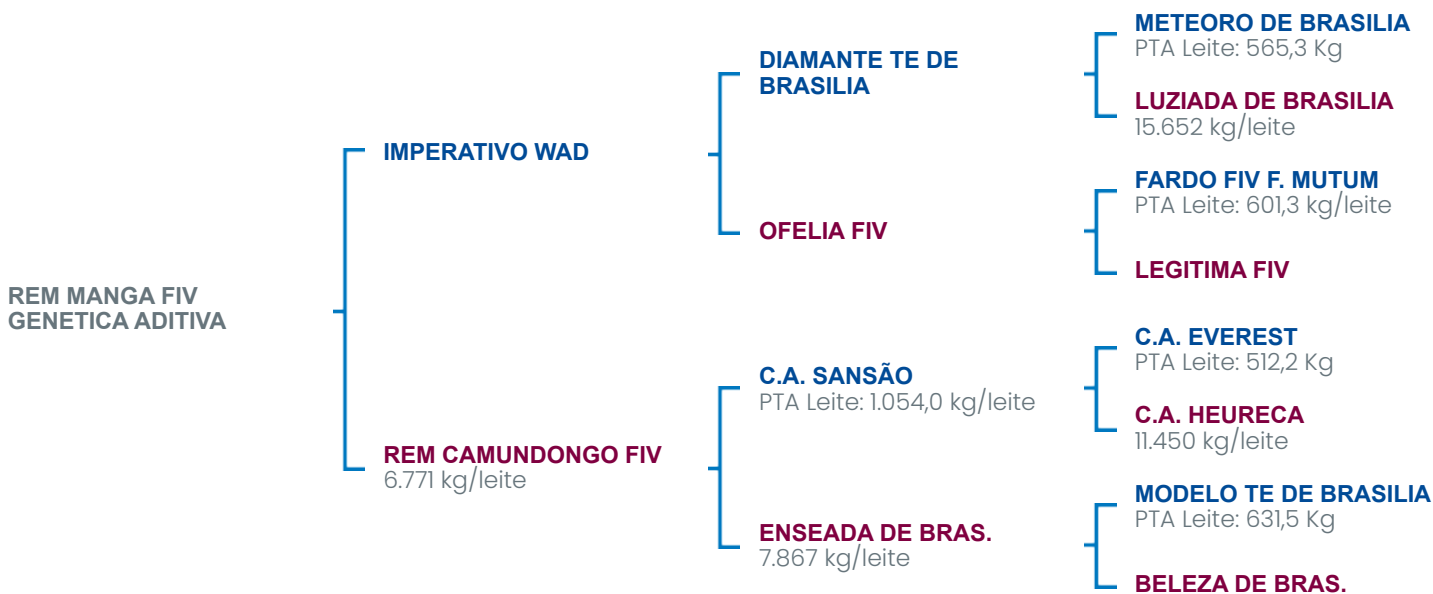 REM MANGA FIV
GENETICA ADITIVA
IMPERATIVO WAD
REM CAMUNDONGO FIV
6.771 kg/leite
DIAMANTE TE DE
BRASILIA
OFELIA FIV
C.A. SANSÃO
PTA Leite: 1.054,0 kg/leite
ENSEADA DE BRAS.
7.867 kg/leite
METEORO DE BRASILIA
PTA Leite: 565,3 Kg
LUZIADA DE BRASILIA
15.652 kg/leite
FARDO FIV F. MUTUM
PTA Leite: 601,3 kg/leite
LEGITIMA FIV
C.A. EVEREST
PTA Leite: 512,2 Kg
C.A. HEURECA
11.450 kg/leite
MODELO TE DE BRASILIA
PTA Leite: 631,5 Kg
BELEZA DE BRAS.